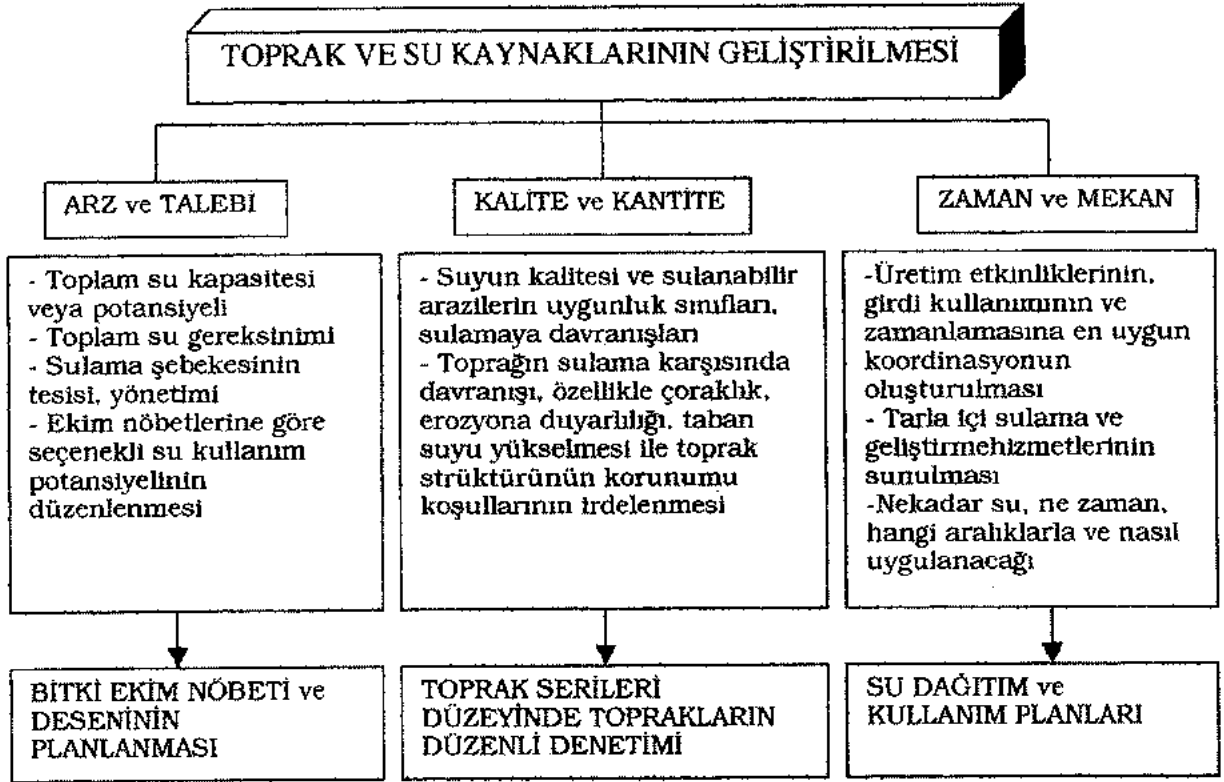 TOPRAK VE SU KAYNAKLARININ GELİŞTİRİLMESİ
ARZ ve TALEBİ
- Toplam su kapasitesi
veya potansiyeli
- Toplam su gereksinimi
- Sulama şebekesinin
tesisi, yönetimi
- Ekim nöbetlerine göre
seçenekli su kullanım
potansiyelinin
düzenlenmesi
BİTKİ EKİM NÖBETİ ve
DESENİNİN
PLANLANMASI
KALİTE ve KANTİTE
- Suyun kalitesi ve sulanabilir
arazilerin uygunluk sınıfları,
sulamaya davranışları
- Toprağın sulama karşısında
davranışı, özellikle çoraklık,
erozyona duyarlılığı, taban
suyu yükselmesi ile toprak
strüktürünün korunumu
koşullarının irdelenmesi
TOPRAK SERİLERİ
DÜZEYİNDE TOPRAKLARIN
DÜZENLİ DENETİMİ
ZAMAN ve MEKAN
-Üretim etkinliklerinin,
girdi kullanımının ve
zamanlamasına en uygun
koordinasyonun
oluşturulması
- Tarla içi sulama ve
geliştirmehizmetlerinin
sunulması
-Nekadar su, ne zaman,
hangi aralıklarla ve nasıl
uygulanacağı
SU DAĞITIM ve
KULLANIM PLANLARI